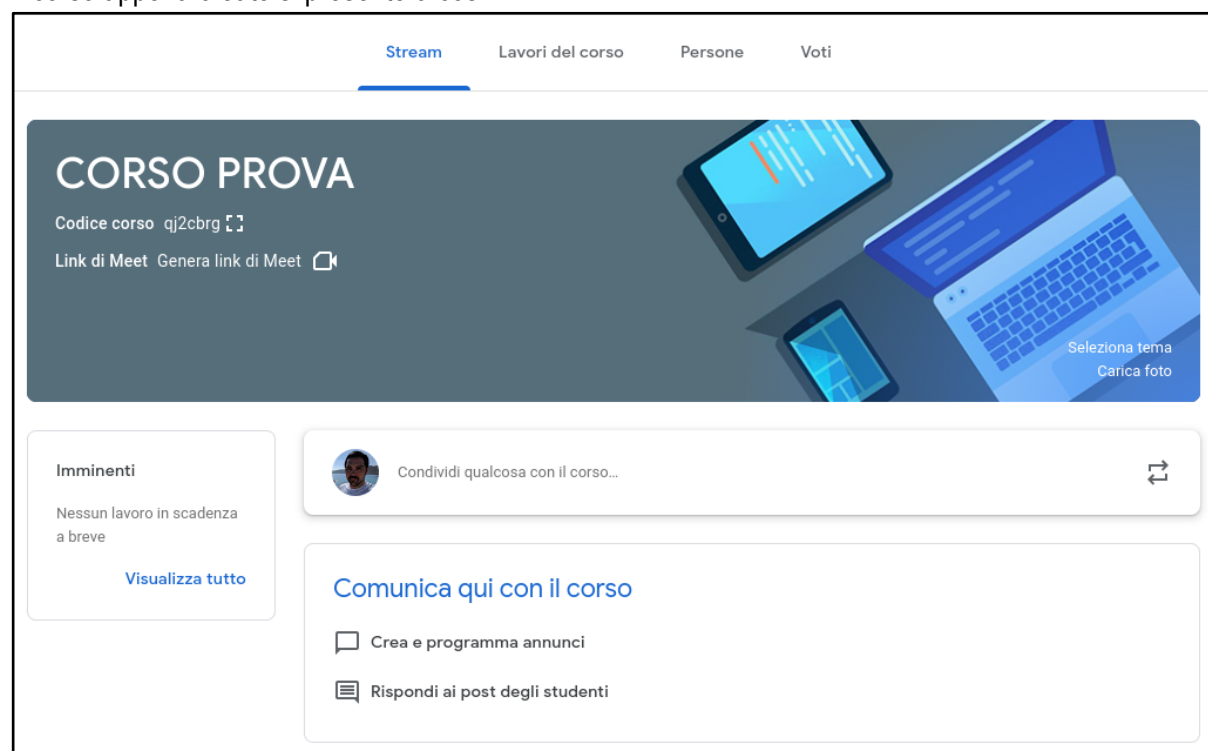 Stream Lavori del corso Persone Voti
CORSO PROVA
Codice corso qj2cbrg
Link di Meet Genera link di Meet
Seleziona tema
Carica foto
Imminenti
Nessun lavoro in scadenza
a breve
Visualizza tutto
Condividi qualcosa con il corso...
Comunica qui con il corso
Crea e programma annunci
Rispondi ai post degli studenti